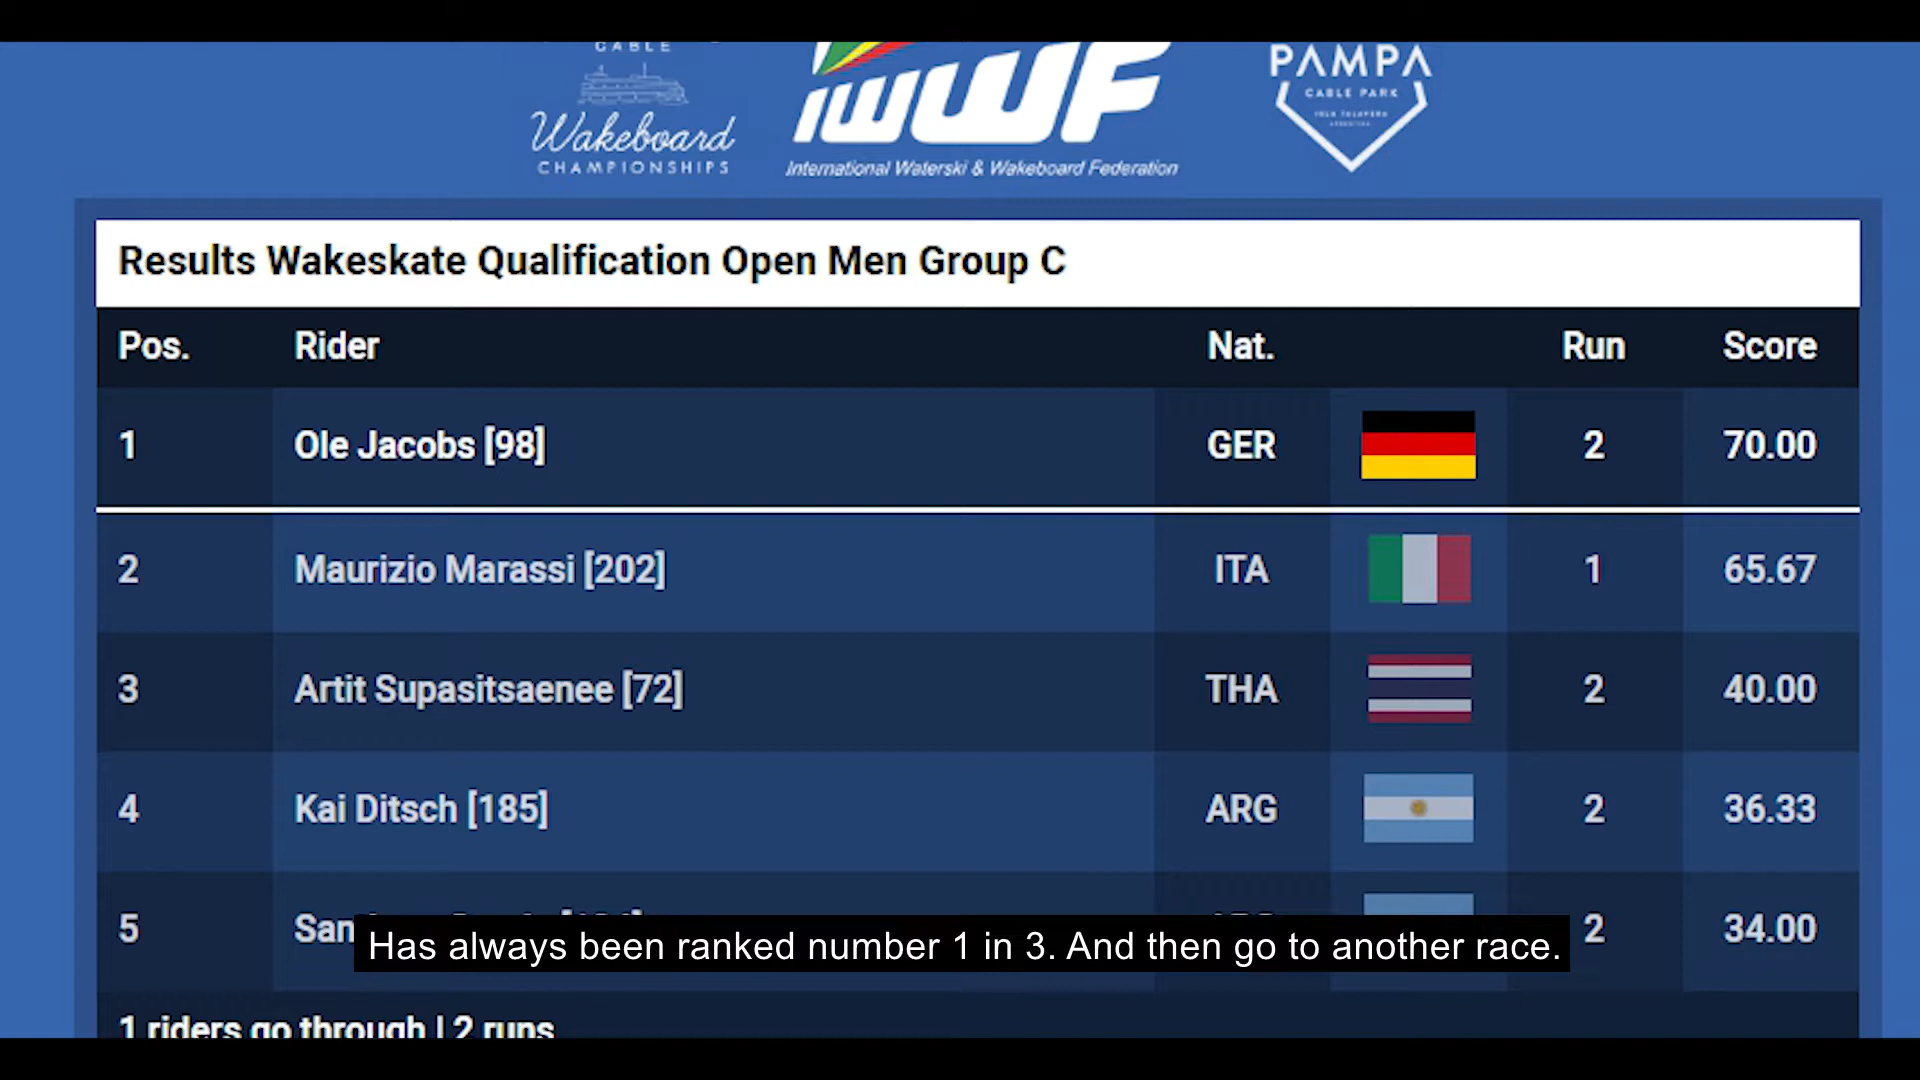 CABLE
Wakeboard
CHAMPIONSHIPS
IWWF
International Waterski & Wakeboard Federation
PAMPA
CABLE PARK
ISLA TALAVERA
ARGENTINA
Results Wakeskate Qualification Open Men Group C
Pos. Rider Nat. Run Score
1 Ole Jacobs [98] GER 2 70.00
2 Maurizio Marassi [202] ITA 1 65.67
3 Artit Supasitsaenee [72] THA 2 40.00
4 Kai Ditsch [185] ARG 2 36.33
5 2 34.00
Has always been ranked number 1 in 3. And then go to another race.
1 riders go through | 2 runs